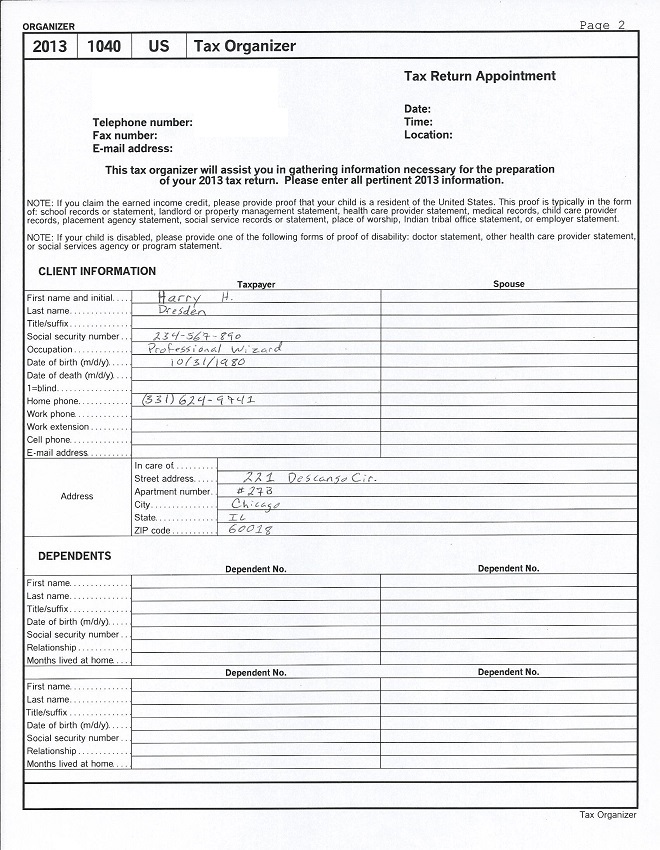 ORGANIZER Page 2
2013 1040 US Tax Organizer
Tax Return Appointment
Date:
Telephone number: Time:
Fax number: Location:
E-mail address:
This tax organizer will assist you in gathering information necessary for the preparation
of your 2013 tax return. Please enter all pertinent 2013 information.
NOTE: If you claim the earned income credit, please provide proof that your child is a resident of the United States. This proof is typically in the form
of: school records or statement, landlord or property management statement, health care provider statement, medical records, child care provider
records, placement agency statement, social service records or statement, place of worship, Indian tribal office statement, or employer statement.
NOTE: If your child is disabled, please provide one of the following forms of proof of disability: doctor statement, other health care provider statement,
or social services agency or program statement.
CLIENT INFORMATION
Taxpayer Spouse
First name and initial.... Harry H.
Last name.............. Dresden
Title/suffix..............
Social security number... 234-567-890
Occupation............. Professional Wizard
Date of birth (m/d/y)..... 10/31/1980
Date of death (m/d/y)....
1=blind................
Home phone............ (331) 624-9741
Work phone............
Work extension.........
Cell phone.............
E-mail address..........
Address
In care of..........
Street address....... 221 Descanso Cir.
Apartment number.. #27B
City............... Chicago
State.............. IL
ZIP code........... 60018
DEPENDENTS
Dependent No. Dependent No.
First name..............
Last name..............
Title/suffix..............
Date of birth (m/d/y).....
Social security number...
Relationship............
Months lived at home....
Dependent No. Dependent No.
First name..............
Last name..............
Title/suffix..............
Date of birth (m/d/y).....
Social security number...
Relationship............
Months lived at home....
Tax Organizer